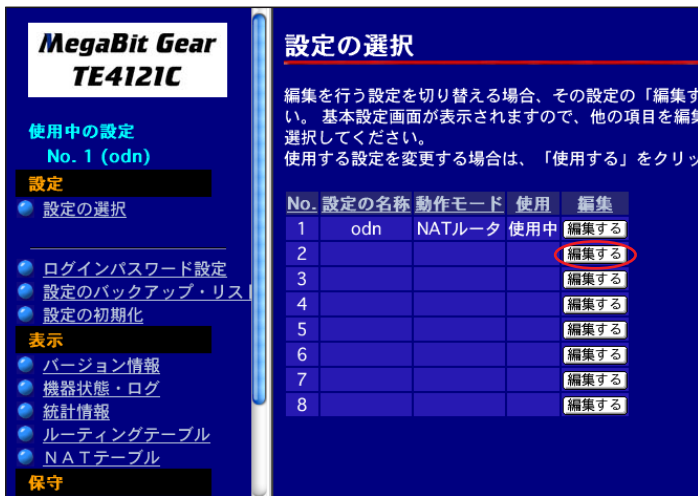 MegaBit Gear
TE4121C
使用中の設定
No. 1 (odn)
設定
設定の選択
ログインパスワード設定
設定のバックアップ・リスト
設定の初期化
表示
バージョン情報
機器状態・ログ
統計情報
ルーティングテーブル
ＮＡＴテーブル
保守
設定の選択
編集を行う設定を切り替える場合、その設定の「編集す
い。 基本設定画面が表示されますので、他の項目を編集
選択してください。
使用する設定を変更する場合は、「使用する」をクリッ
No. 設定の名称 動作モード 使用 編集
1 odn NATルータ 使用中 編集する
2 編集する
3 編集する
4 編集する
5 編集する
6 編集する
7 編集する
8 編集する